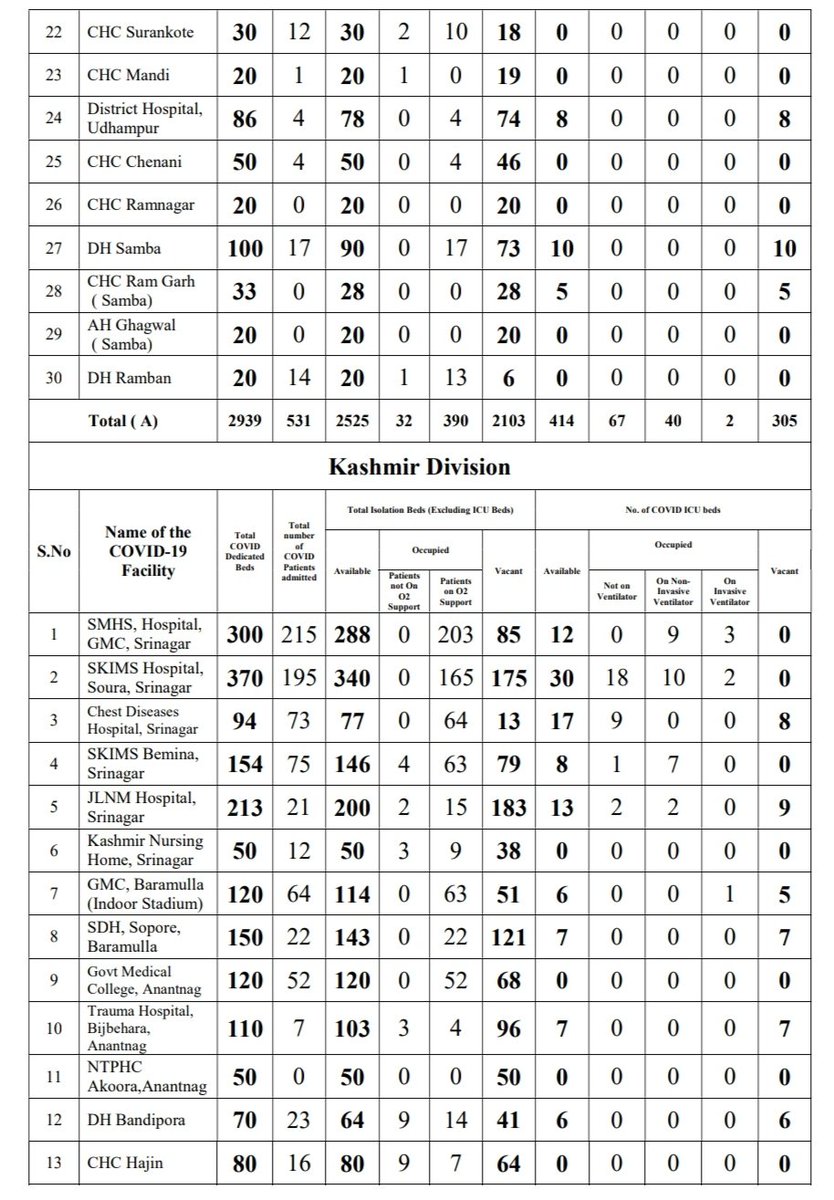 22 CHC Surankote 30 12 30 2 10 18 0 0 0 0 0
23 CHC Mandi 20 1 20 1 0 19 0 0 0 0 0
24 District Hospital, Udhampur 86 4 78 0 4 74 8 0 0 0 8
25 CHC Chenani 50 4 50 0 4 46 0 0 0 0 0
26 CHC Ramnagar 20 0 20 0 0 20 0 0 0 0 0
27 DH Samba 100 17 90 0 17 73 10 0 0 0 10
28 CHC Ram Garh ( Samba) 33 0 28 0 0 28 5 0 0 0 5
29 AH Ghagwal ( Samba) 20 0 20 0 0 20 0 0 0 0 0
30 DH Ramban 20 14 20 1 13 6 0 0 0 0 0
Total ( A) 2939 531 2525 32 390 2103 414 67 40 2 305
Kashmir Division
S.No
Name of the COVID-19 Facility
Total COVID Dedicated Beds
Total number of COVID Patients admitted
Total Isolation Beds (Excluding ICU Beds)
Available
Occupied
Patients not On O2 Support
Patients on O2 Support
Vacant
No. of COVID ICU beds
Available
Occupied
Not on Ventilator
On Non-Invasive Ventilator
On Invasive Ventilator
Vacant
1 SMHS, Hospital, GMC, Srinagar 300 215 288 0 203 85 12 0 9 3 0
2 SKIMS Hospital, Soura, Srinagar 370 195 340 0 165 175 30 18 10 2 0
3 Chest Diseases Hospital, Srinagar 94 73 77 0 64 13 17 9 0 0 8
4 SKIMS Bemina, Srinagar 154 75 146 4 63 79 8 1 7 0 0
5 JLNM Hospital, Srinagar 213 21 200 2 15 183 13 2 2 0 9
6 Kashmir Nursing Home, Srinagar 50 12 50 3 9 38 0 0 0 0 0
7 GMC, Baramulla (Indoor Stadium) 120 64 114 0 63 51 6 0 0 1 5
8 SDH, Sopore, Baramulla 150 22 143 0 22 121 7 0 0 0 7
9 Govt Medical College, Anantnag 120 52 120 0 52 68 0 0 0 0 0
10 Trauma Hospital, Bijbehara, Anantnag 110 7 103 3 4 96 7 0 0 0 7
11 NTPHC Akoora,Anantnag 50 0 50 0 0 50 0 0 0 0 0
12 DH Bandipora 70 23 64 9 14 41 6 0 0 0 6
13 CHC Hajin 80 16 80 9 7 64 0 0 0 0 0